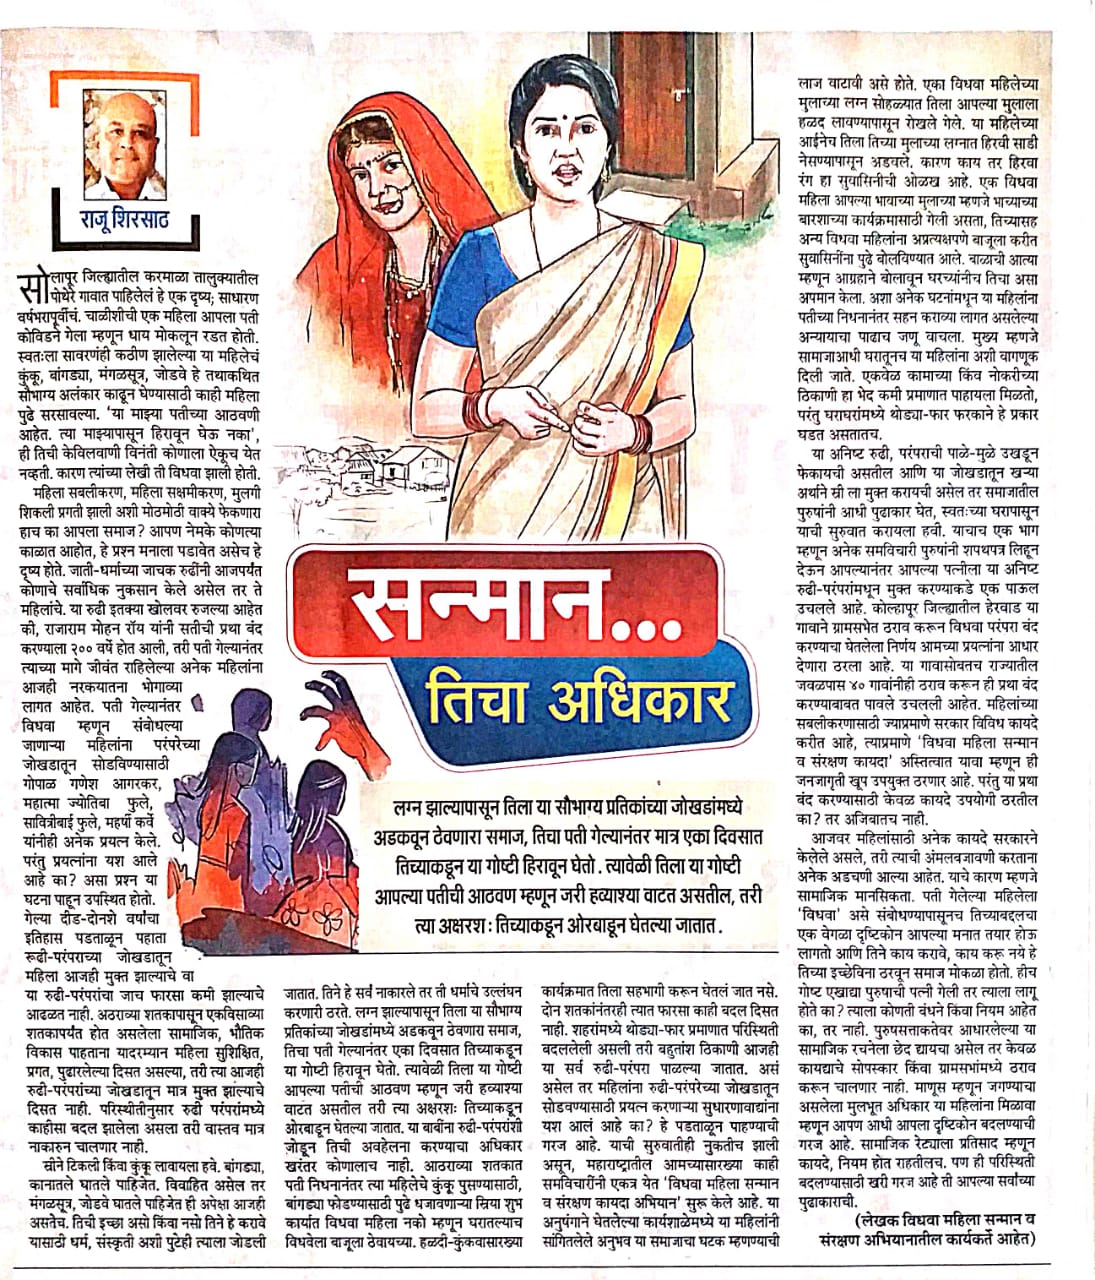 राजू शिरसाठ
सोलापूर जिल्ह्यातील करमाळा तालुक्यातील
पोथरे गावात पाहिलेलं हे एक दृष्य; साधारण
वर्षभरापूर्वीचं. चाळीशीची एक महिला आपला पती
कोविडने गेला म्हणून धाय मोकलून रडत होती.
स्वतःला सावरणंही कठीण झालेल्या या महिलेचं
कुंकू, बांगड्या, मंगळसूत्र, जोडवे हे तथाकथित
सौभाग्य अलंकार काढून घेण्यासाठी काही महिला
पुढे सरसावल्या. 'या माझ्या पतीच्या आठवणी
आहेत. त्या माझ्यापासून हिरावून घेऊ नका',
ही तिची केविलवाणी विनंती कोणाला ऐकूच येत
नव्हती. कारण त्यांच्या लेखी ती विधवा झाली होती.
महिला सबलीकरण, महिला सक्षमीकरण, मुलगी
शिकली प्रगती झाली अशी मोठमोठी वाक्ये फेकणारा
हाच का आपला समाज? आपण नेमके कोणत्या
काळात आहोत, हे प्रश्न मनाला पडावेत असेच हे
दृष्य होते. जाती-धर्माच्या जाचक रुढींनी आजपर्यंत
कोणाचे सर्वाधिक नुकसान केले असेल तर ते
महिलांचे. या रुढी इतक्या खोलवर रुजल्या आहेत
की, राजाराम मोहन रॉय यांनी सतीची प्रथा बंद
करण्याला २०० वर्षे होत आली, तरी पती गेल्यानंतर
त्याच्या मागे जीवंत राहिलेल्या अनेक महिलांना
आजही नरकयातना भोगाव्या
लागत आहेत. पती गेल्यानंतर
विधवा म्हणून संबोधल्या
जाणाऱ्या महिलांना परंपरेच्या
जोखडातून सोडविण्यासाठी
गोपाळ गणेश आगरकर,
महात्मा ज्योतिबा फुले,
सावित्रीबाई फुले, महर्षी कर्वे
यांनीही अनेक प्रयत्न केले.
परंतु प्रयत्नांना यश आले
आहे का? असा प्रश्न या
घटना पाहून उपस्थित होतो.
गेल्या दीड-दोनशे वर्षांचा
इतिहास पडताळून पहाता
रूढी-परंपराच्या जोखडातून
महिला आजही मुक्त झाल्याचे वा
या रुढी-परंपरांचा जाच फारसा कमी झाल्याचे
आढळत नाही. अठराव्या शतकापासून एकविसाव्या
शतकापर्यंत होत असलेला सामाजिक, भौतिक
विकास पाहताना यादरम्यान महिला सुशिक्षित,
प्रगत, पुढारलेल्या दिसत असल्या, तरी त्या आजही
रुढी-परंपरांच्या जोखडातून मात्र मुक्त झाल्याचे
दिसत नाही. परिस्थीतीनुसार रुढी परंपरांमध्ये
काहीसा बदल झालेला असला तरी वास्तव मात्र
नाकारुन चालणार नाही.
स्रीने टिकली किंवा कुंकू लावायला हवे. बांगड्या,
कानातले घातले पाहिजेत. विवाहित असेल तर
मंगळसूत्र, जोडवे घातले पाहिजेत ही अपेक्षा आजही
असतेच. तिची इच्छा असो किंवा नसो तिने हे करावे
यासाठी धर्म, संस्कृती अशी पुटेही त्याला जोडली
सन्मान...
तिचा अधिकार
लग्न झाल्यापासून तिला या सौभाग्य प्रतिकांच्या जोखडांमध्ये
अडकवून ठेवणारा समाज, तिचा पती गेल्यानंतर मात्र एका दिवसात
तिच्याकडून या गोष्टी हिरावून घेतो. त्यावेळी तिला या गोष्टी
आपल्या पतीची आठवण म्हणून जरी हव्याश्या वाटत असतील, तरी
त्या अक्षरशः तिच्याकडून ओरबाडून घेतल्या जातात.
जातात. तिने हे सर्व नाकारले तर ती धर्माचे उल्लंघन
करणारी ठरते. लग्न झाल्यापासून तिला या सौभाग्य
प्रतिकांच्या जोखडांमध्ये अडकवून ठेवणारा समाज,
तिचा पती गेल्यानंतर एका दिवसात तिच्याकडून
या गोष्टी हिरावून घेतो. त्यावेळी तिला या गोष्टी
आपल्या पतीची आठवण म्हणून जरी हव्याश्या
वाटत असतील तरी त्या अक्षरशः तिच्याकडून
ओरबाडून घेतल्या जातात. या बाबींना रुढी-परंपरांशी
जोडून तिची अवहेलना करण्याचा अधिकार
खरंतर कोणालाच नाही. आठराव्या शतकात
पती निधनानंतर त्या महिलेचे कुंकू पुसण्यासाठी,
बांगड्या फोडण्यासाठी पुढे धजावणाऱ्या स्रिया शुभ
कार्यात विधवा महिला नको म्हणून घरातल्याच
विधवेला बाजूला ठेवायच्या. हळदी-कुंकवासारख्या
कार्यक्रमात तिला सहभागी करून घेतलं जात नसे.
दोन शतकांनंतरही त्यात फारसा काही बदल दिसत
नाही. शहरांमध्ये थोड्या-फार प्रमाणात परिस्थिती
बदललेली असली तरी बहुतांश ठिकाणी आजही
या सर्व रुढी-परंपरा पाळल्या जातात. असं
असेल तर महिलांना रुढी-परंपरेच्या जोखडातून
सोडवण्यासाठी प्रयत्न करणाऱ्या सुधारणावाद्यांना
यश आलं आहे का? हे पडताळून पाहण्याची
गरज आहे. याची सुरुवातीही नुकतीच झाली
असून, महाराष्ट्रातील आमच्यासारख्या काही
समविचारींनी एकत्र येत 'विधवा महिला सन्मान
व संरक्षण कायदा अभियान' सुरू केले आहे. या
अनुषंगाने घेतलेल्या कार्यशाळेमध्ये या महिलांनी
सांगितलेले अनुभव या समाजाचा घटक म्हणण्याची
लाज वाटावी असे होते. एका विधवा महिलेच्या
मुलाच्या लग्न सोहळ्यात तिला आपल्या मुलाला
हळद लावण्यापासून रोखले गेले. या महिलेच्या
आईनेच तिला तिच्या मुलाच्या लग्नात हिरवी साडी
नेसण्यापासून अडवले. कारण काय तर हिरवा
रंग हा सुवासिनीची ओळख आहे. एक विधवा
महिला आपल्या भावाच्या मुलाच्या म्हणजे भाच्याच्या
बारशाच्या कार्यक्रमासाठी गेली असता, तिच्यासह
अन्य विधवा महिलांना अप्रत्यक्षपणे बाजूला करीत
सुवासिनींना पुढे बोलविण्यात आले. बाळाची आत्या
म्हणून आग्रहाने बोलावून घरच्यांनीच तिचा असा
अपमान केला. अशा अनेक घटनांमधून या महिलांना
पतीच्या निधनानंतर सहन कराव्या लागत असलेल्या
अन्यायाचा पाढाच जणू वाचला. मुख्य म्हणजे
सामाजाआधी घरातूनच या महिलांना अशी वागणूक
दिली जाते. एकवेळ कामाच्या किंव नोकरीच्या
ठिकाणी हा भेद कमी प्रमाणात पाहायला मिळतो,
परंतु घराघरांमध्ये थोड्या-फार फरकाने हे प्रकार
घडत असतातच.
या अनिष्ट रुढी, परंपराची पाळे-मुळे उखडून
फेकायची असतील आणि या जोखडातून खऱ्या
अर्थाने स्री ला मुक्त करायची असेल तर समाजातील
पुरुषांनी आधी पुढाकार घेत, स्वतःच्या घरापासून
याची सुरुवात करायला हवी. याचाच एक भाग
म्हणून अनेक समविचारी पुरुषांनी शपथपत्र लिहून
देऊन आपल्यानंतर आपल्या पत्नीला या अनिष्ट
रुढी-परंपरांमधून मुक्त करण्याकडे एक पाऊल
उचलले आहे. कोल्हापूर जिल्ह्यातील हेरवाड या
गावाने ग्रामसभेत ठराव करून विधवा परंपरा बंद
करण्याचा घेतलेला निर्णय आमच्या प्रयत्नांना आधार
देणारा ठरला आहे. या गावासोबतच राज्यातील
जवळपास ४० गावांनीही ठराव करून ही प्रथा बंद
करण्याबाबत पावले उचलली आहेत. महिलांच्या
सबलीकरणासाठी ज्याप्रमाणे सरकार विविध कायदे
करीत आहे, त्याप्रमाणे 'विधवा महिला सन्मान
व संरक्षण कायदा' अस्तित्वात यावा म्हणून ही
जनजागृती खूप उपयुक्त ठरणार आहे. परंतु या प्रथा
बंद करण्यासाठी केवळ कायदे उपयोगी ठरतील
का? तर अजिबातच नाही.
आजवर महिलांसाठी अनेक कायदे सरकारने
केलेले असले, तरी त्याची अंमलबजावणी करताना
अनेक अडचणी आल्या आहेत. याचे कारण म्हणजे
सामाजिक मानसिकता. पती गेलेल्या महिलेला
'विधवा' असे संबोधण्यापासूनच तिच्याबदलचा
एक वेगळा दृष्टिकोन आपल्या मनात तयार होऊ
लागतो आणि तिने काय करावे, काय करू नये हे
तिच्या इच्छेविना ठरवून समाज मोकळा होतो. हीच
गोष्ट एखाद्या पुरुषाची पत्नी गेली तर त्याला लागू
होते का? त्याला कोणती बंधने किंवा नियम आहेत
का, तर नाही. पुरुषसत्ताकतेवर आधारलेल्या या
सामाजिक रचनेला छेद द्यायचा असेल तर केवळ
कायद्याचे सोपस्कार किंवा ग्रामसभांमध्ये ठराव
करून चालणार नाही. माणूस म्हणून जगण्याचा
असलेला मुलभूत अधिकार या महिलांना मिळावा
म्हणून आपण आधी आपला दृष्टिकोन बदलण्याची
गरज आहे. सामाजिक रेट्याला प्रतिसाद म्हणून
कायदे, नियम होत राहतीलच. पण ही परिस्थिती
बदलण्यासाठी खरी गरज आहे ती आपल्या सर्वांच्या
पुढाकाराची.
(लेखक विधवा महिला सन्मान व
संरक्षण अभियानातील कार्यकर्ते आहेत)